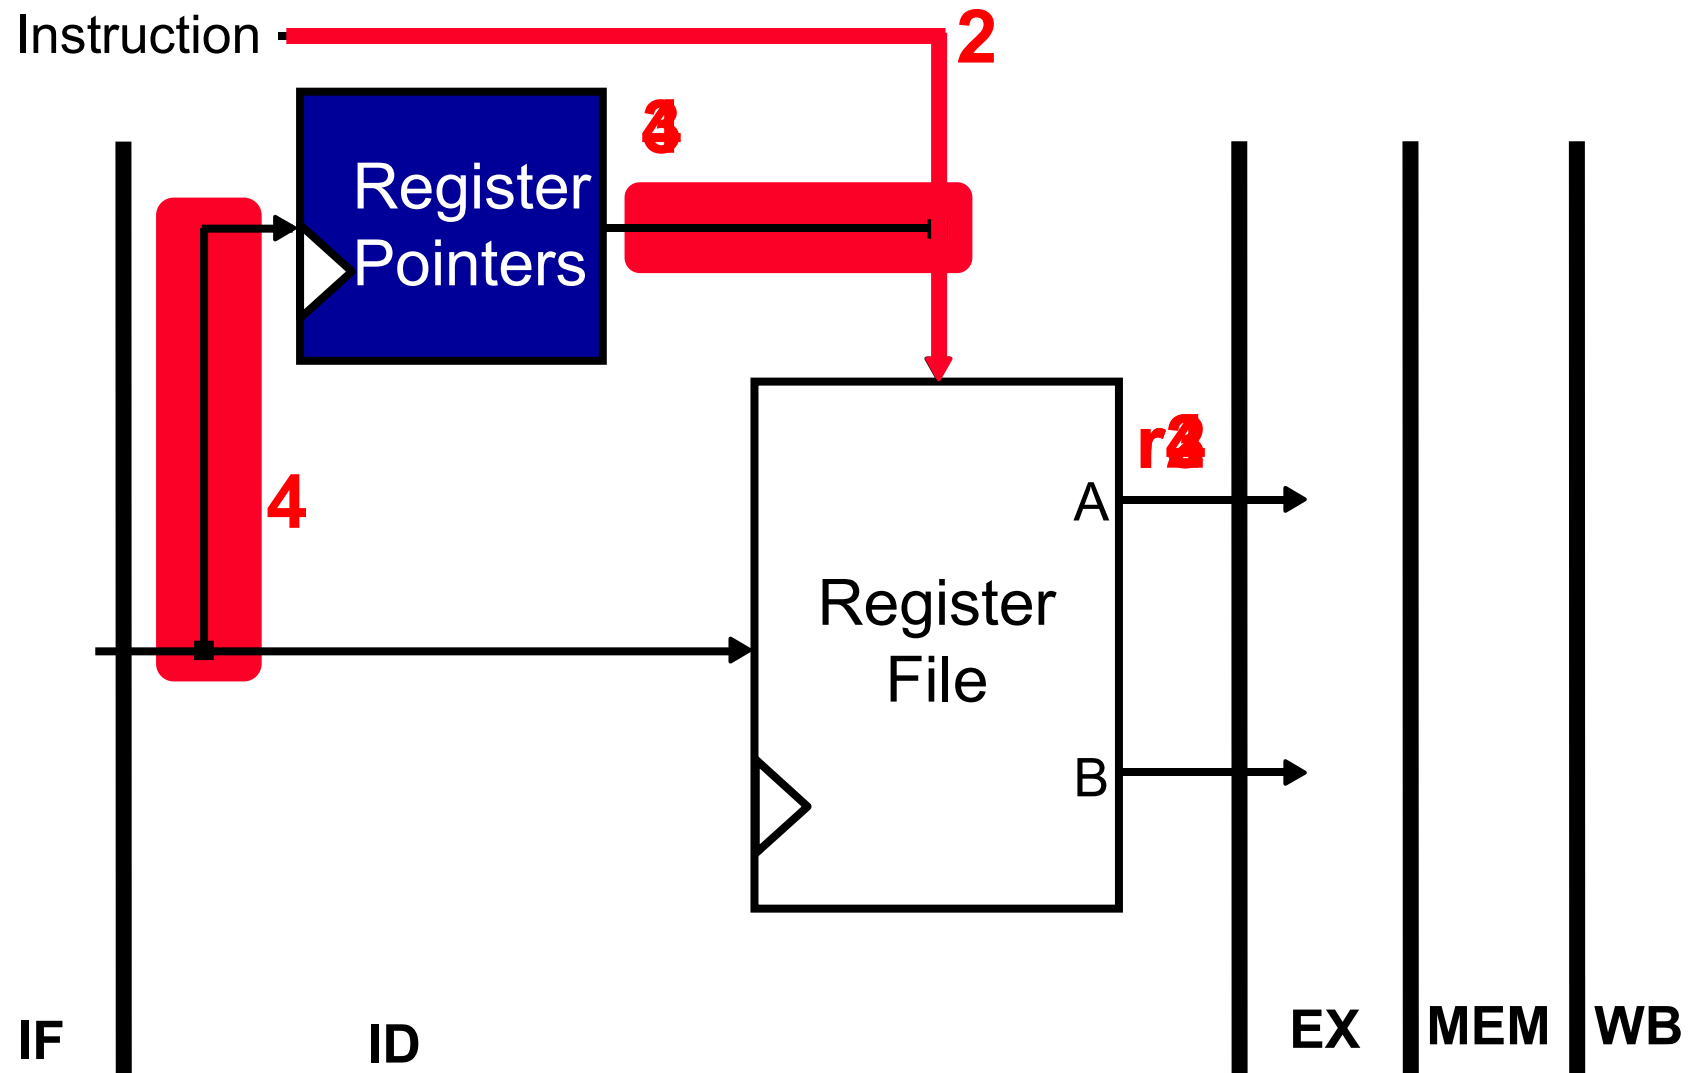 Instruction
2
Register
Pointers
4
r
A
Register
File
B
IF
ID
EX
MEM
WB